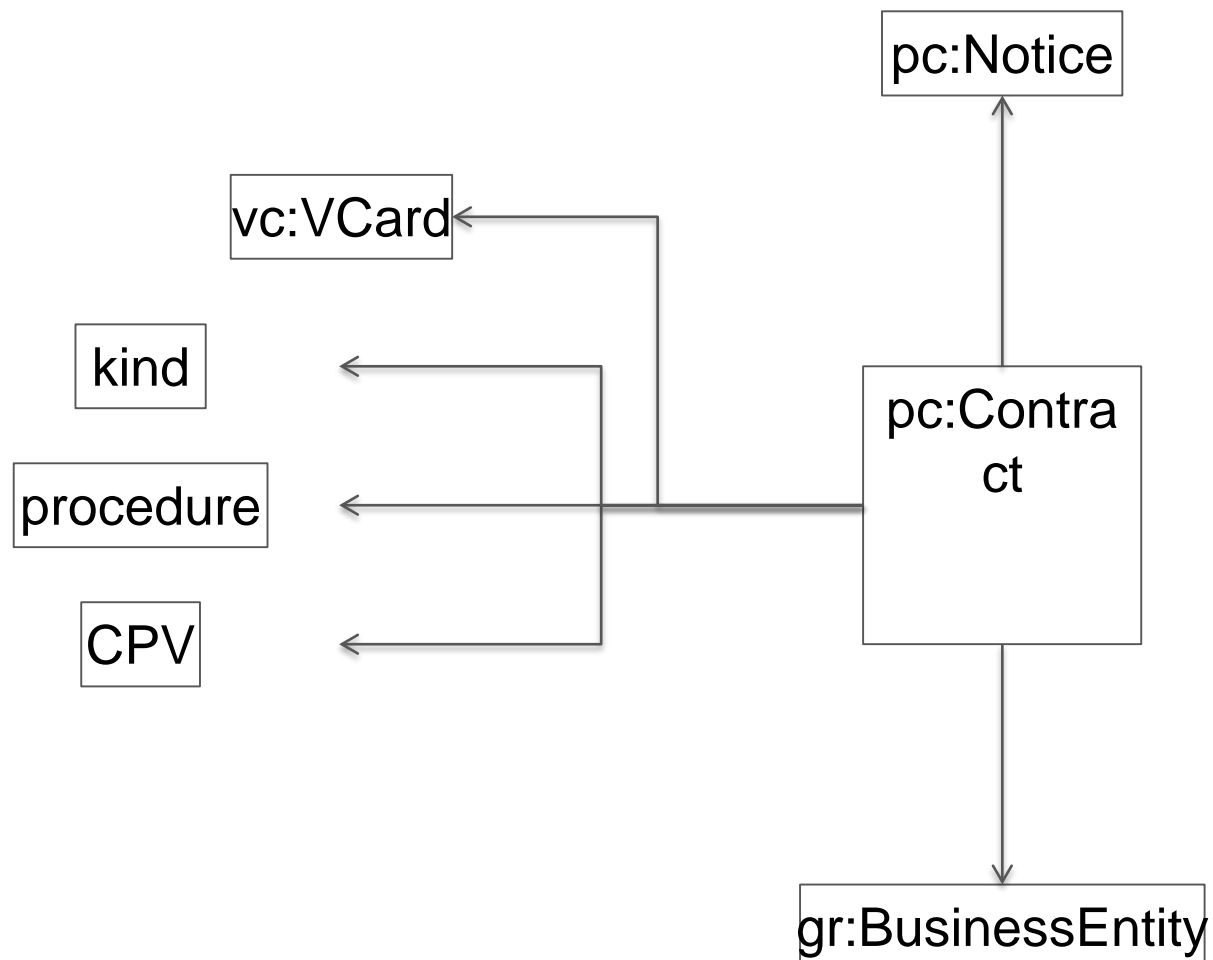 pc:Notice
vc:VCard
kind
pc:Contra
ct
procedure
CPV
gr:BusinessEntity